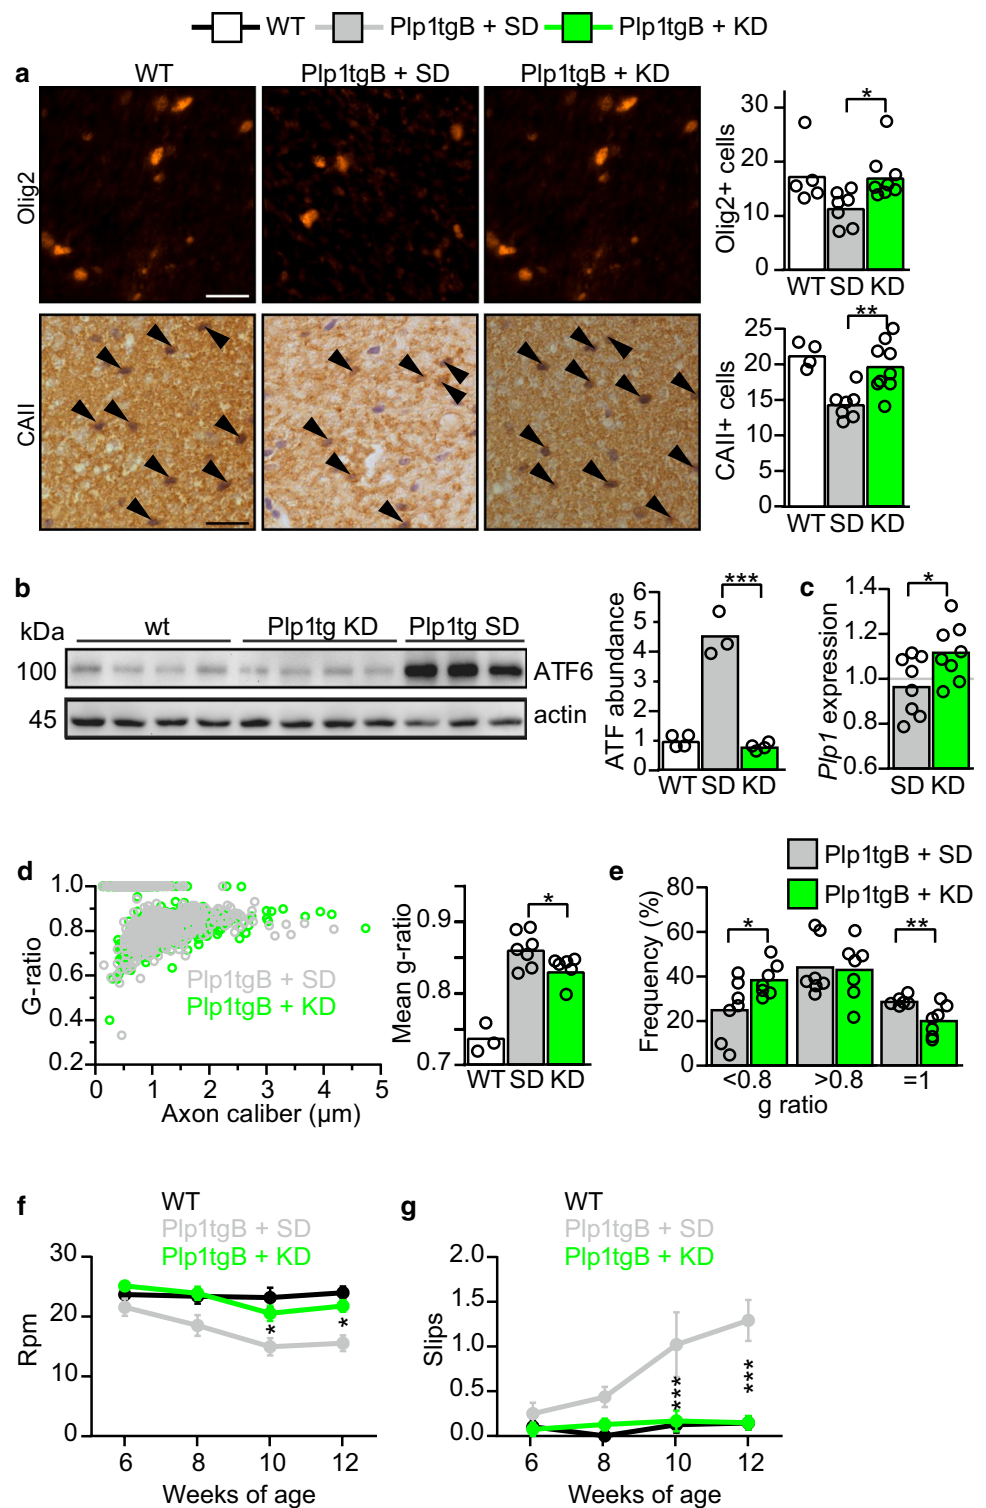 WT Plp1tgB + SD Plp1tgB + KD
a
WT Plp1tgB + SD Plp1tgB + KD
Olig2
CAII
Olig2+ cells
30
20
10
0
*
WT SD KD
CAII+ cells
25
20
15
10
5
0
**
WT SD KD
b
kDa wt Plp1tg KD Plp1tg SD
100 ATF6
45 actin
ATF abundance
6
5
4
3
2
1
0
***
WT SD KD
c
Plp1 expression
1.4
1.2
1.0
0.8
0.6
*
SD KD
d
G-ratio
1.0
0.8
0.6
0.4
0.2
Plp1tgB + SD
Plp1tgB + KD
0 1 2 3 4 5
Axon caliber (µm)
Mean g-ratio
0.9
0.8
0.7
*
WT SD KD
e
Plp1tgB + SD
Plp1tgB + KD
Frequency (%)
80
60
40
20
0
* **
<0.8 >0.8 =1
g ratio
f
WT
Plp1tgB + SD
Plp1tgB + KD
Rpm
30
20
10
0
* *
6 8 10 12
Weeks of age
g
WT
Plp1tgB + SD
Plp1tgB + KD
Slips
2.0
1.5
1.0
0.5
0.0
*** ***
6 8 10 12
Weeks of age